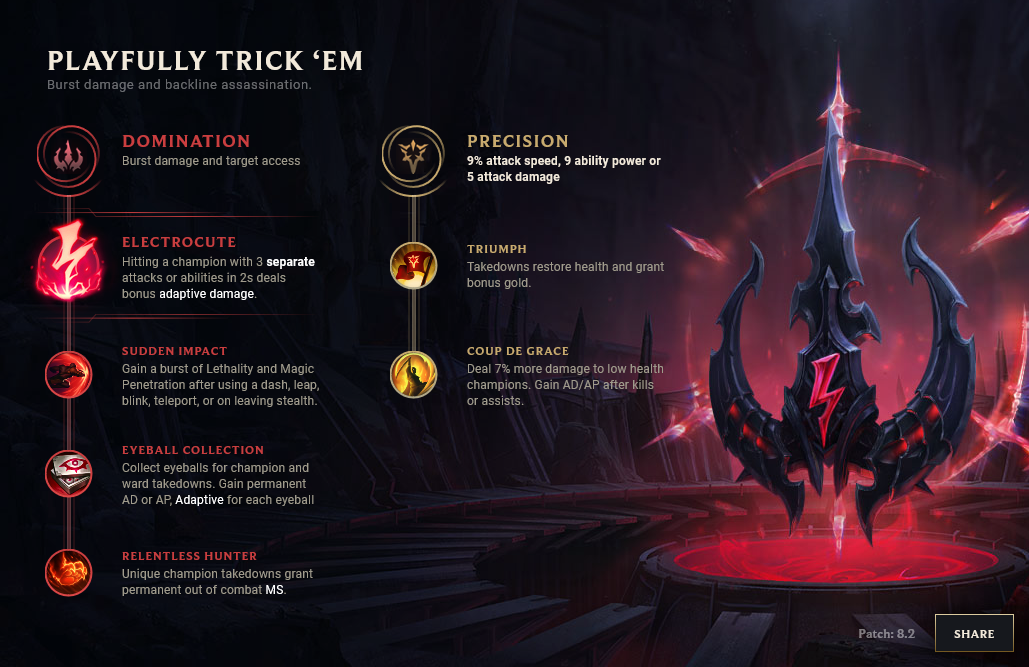 PLAYFULLY TRICK ‘EM
Burst damage and backline assassination.
DOMINATION
Burst damage and target access
ELECTROCUTE
Hitting a champion with 3 separate
attacks or abilities in 2s deals
bonus adaptive damage.
SUDDEN IMPACT
Gain a burst of Lethality and Magic
Penetration after using a dash, leap,
blink, teleport, or on leaving stealth.
EYEBALL COLLECTION
Collect eyeballs for champion and
ward takedowns. Gain permanent
AD or AP, Adaptive for each eyeball
RELENTLESS HUNTER
Unique champion takedowns grant
permanent out of combat MS.
PRECISION
9% attack speed, 9 ability power or
5 attack damage
TRIUMPH
Takedowns restore health and grant
bonus gold.
COUP DE GRACE
Deal 7% more damage to low health
champions. Gain AD/AP after kills
or assists.
Patch: 8.2
SHARE